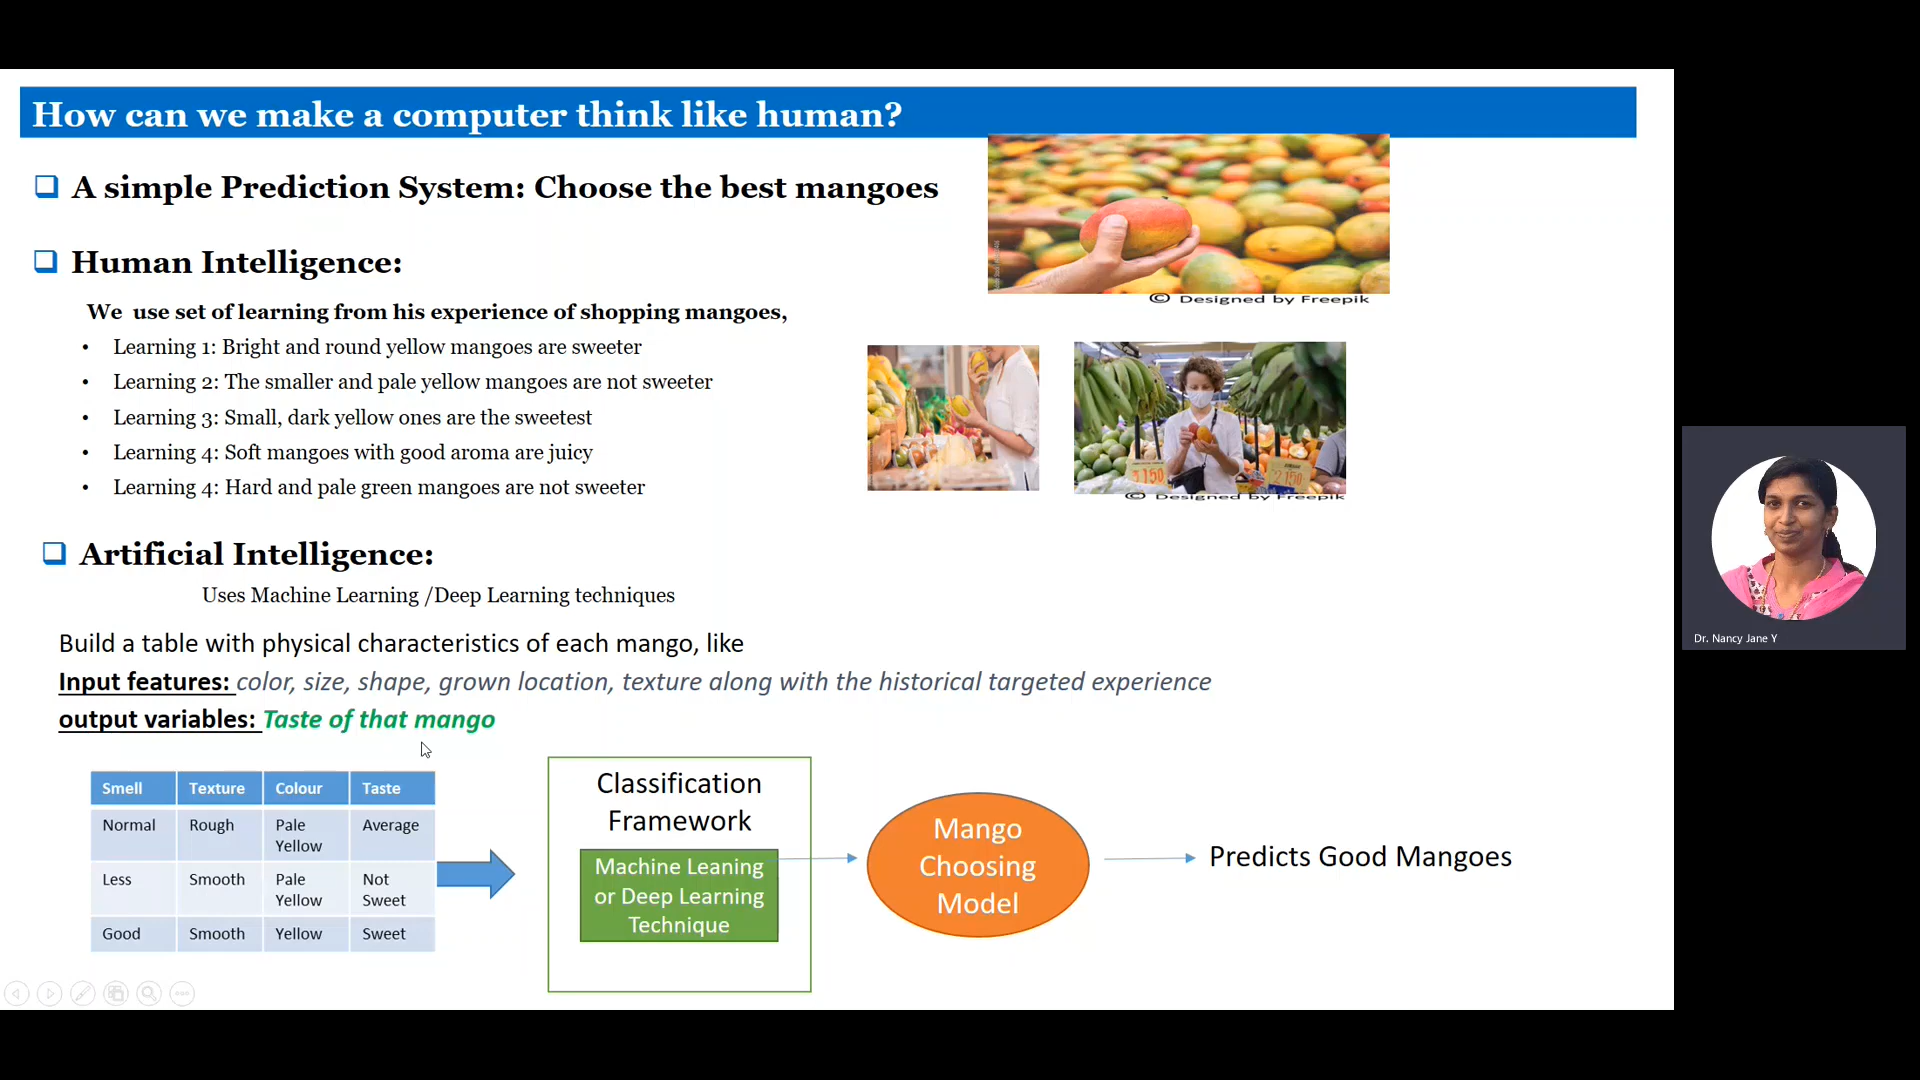 How can we make a computer think like human?
A simple Prediction System: Choose the best mangoes
Human Intelligence:
We use set of learning from his experience of shopping mangoes,
• Learning 1: Bright and round yellow mangoes are sweeter
• Learning 2: The smaller and pale yellow mangoes are not sweeter
• Learning 3: Small, dark yellow ones are the sweetest
• Learning 4: Soft mangoes with good aroma are juicy
• Learning 4: Hard and pale green mangoes are not sweeter
© Designed by Freepik
150
2150
© Designed by Freepik
Artificial Intelligence:
Uses Machine Learning /Deep Learning techniques
Build a table with physical characteristics of each mango, like
Input features: color, size, shape, grown location, texture along with the historical targeted experience
output variables: Taste of that mango
Smell Texture Colour Taste
Normal Rough Pale Yellow Average
Less Smooth Pale Yellow Not Sweet
Good Smooth Yellow Sweet
Classification
Framework
Machine Leaning
or Deep Learning
Technique
Mango
Choosing
Model
Predicts Good Mangoes
Dr. Nancy Jane Y